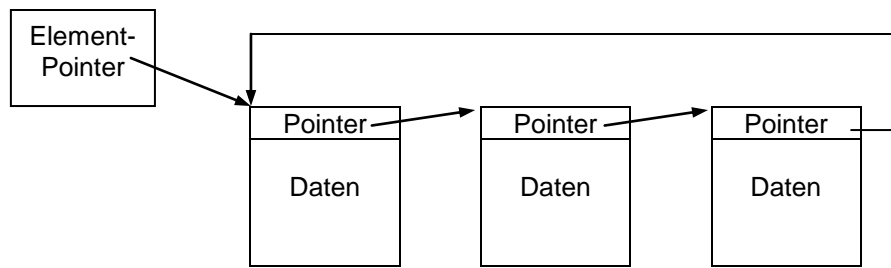 Element-
Pointer
Pointer
Pointer
Pointer
Daten
Daten
Daten